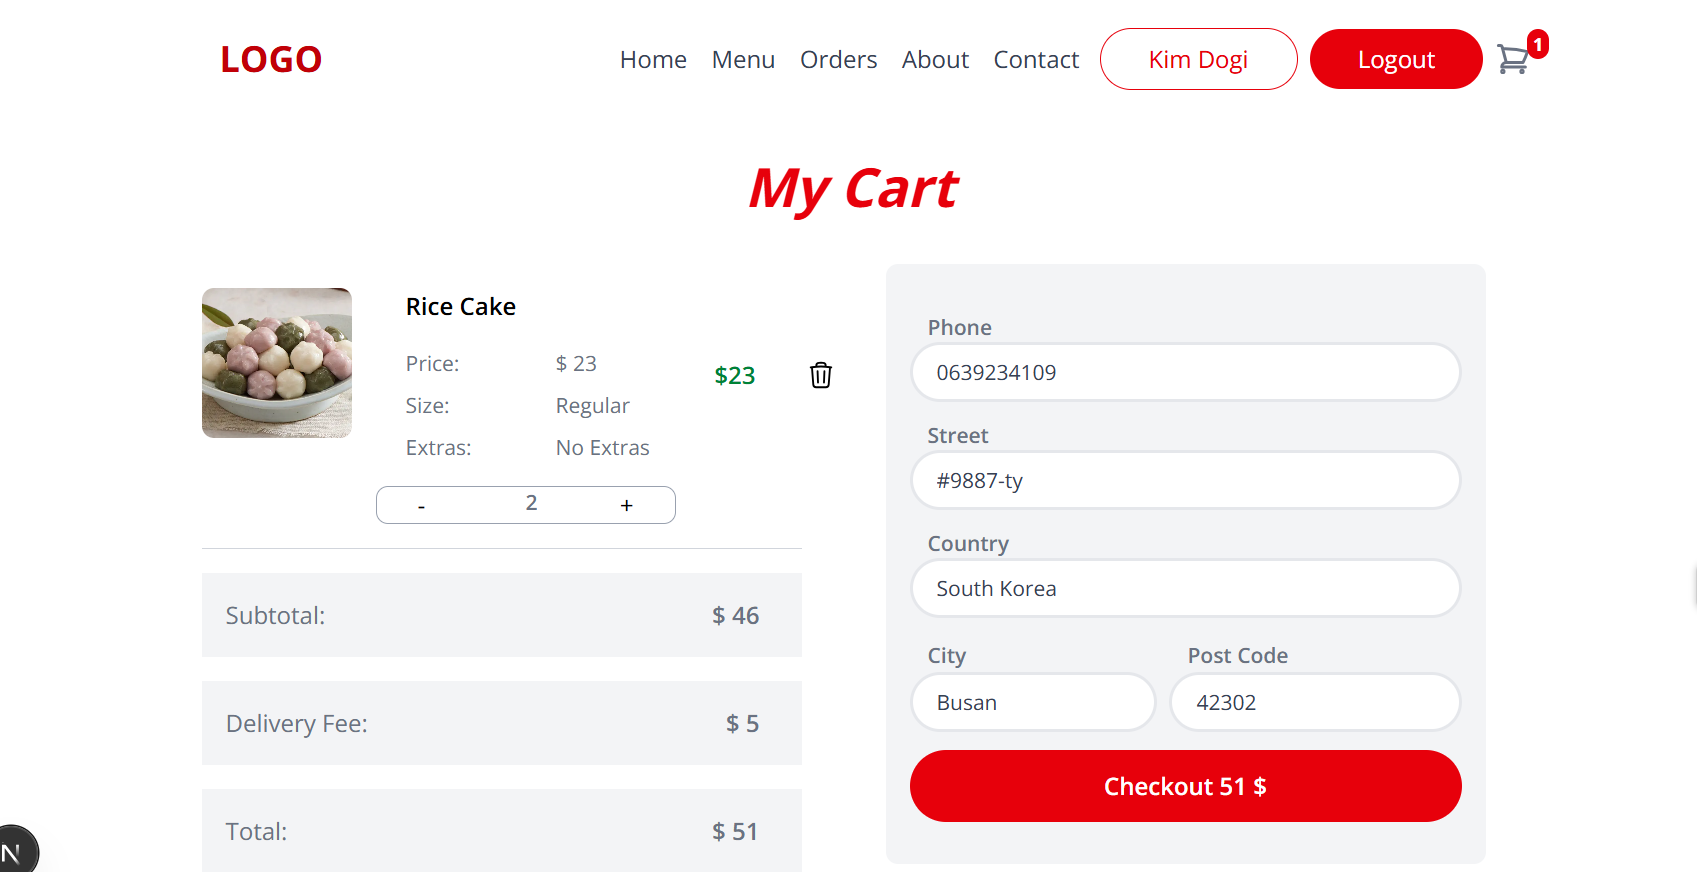 LOGO
Home Menu Orders About Contact Kim Dogi Logout 1
My Cart
Rice Cake
Price: $ 23
$23
Size: Regular
Extras: No Extras
- 2 +
Subtotal: $ 46
Delivery Fee: $ 5
Total: $ 51
Phone
0639234109
Street
#9887-ty
Country
South Korea
City Post Code
Busan 42302
Checkout 51 $
N